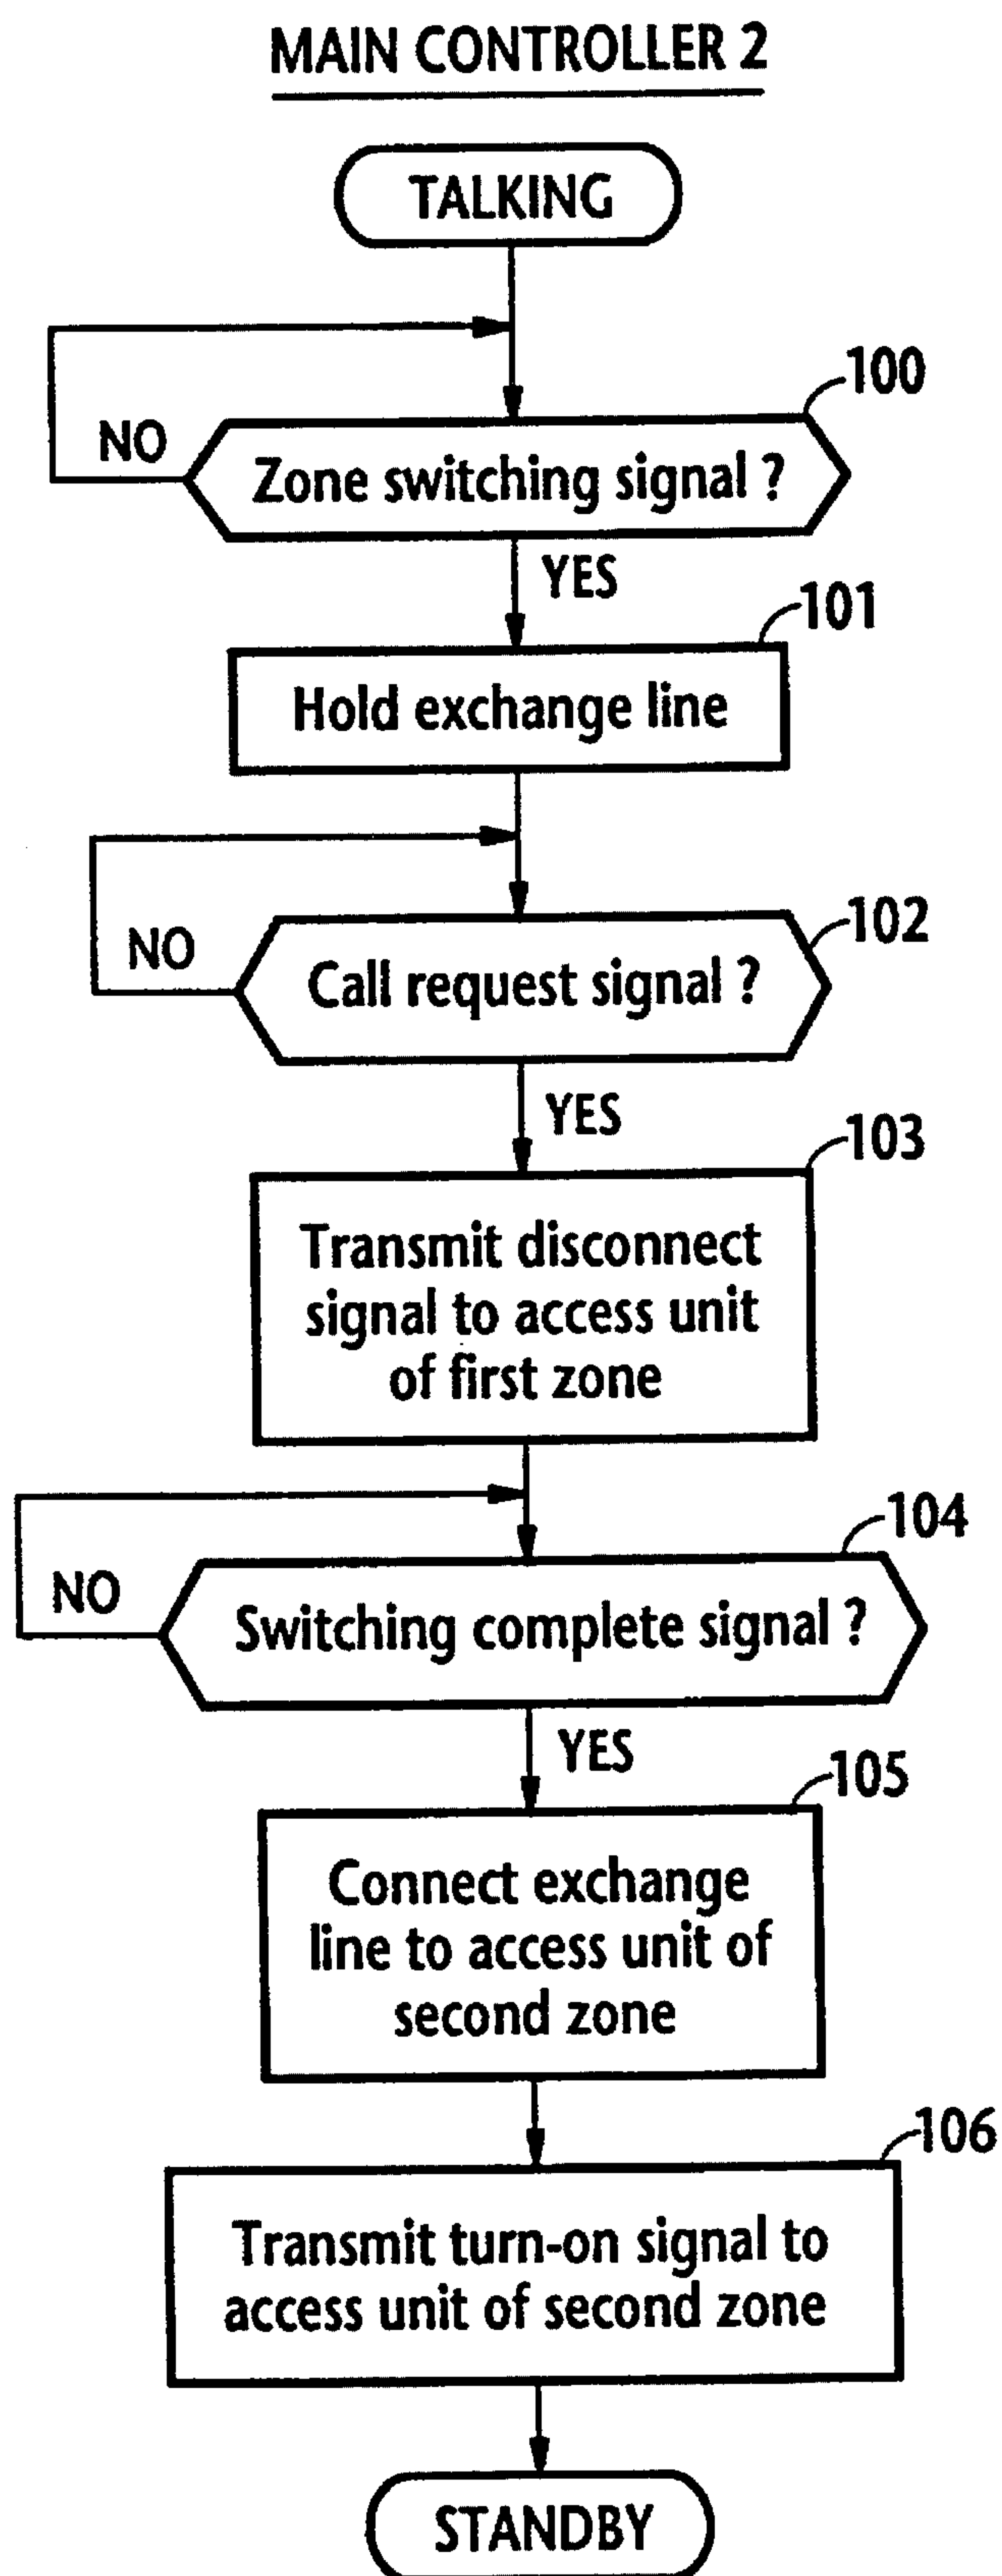 MAIN CONTROLLER 2
TALKING
100
NO
Zone switching signal ?
YES
101
Hold exchange line
102
NO
Call request signal ?
YES
103
Transmit disconnect
signal to access unit
of first zone
104
NO
Switching complete signal ?
YES
105
Connect exchange
line to access unit of
second zone
106
Transmit turn-on signal to
access unit of second zone
STANDBY